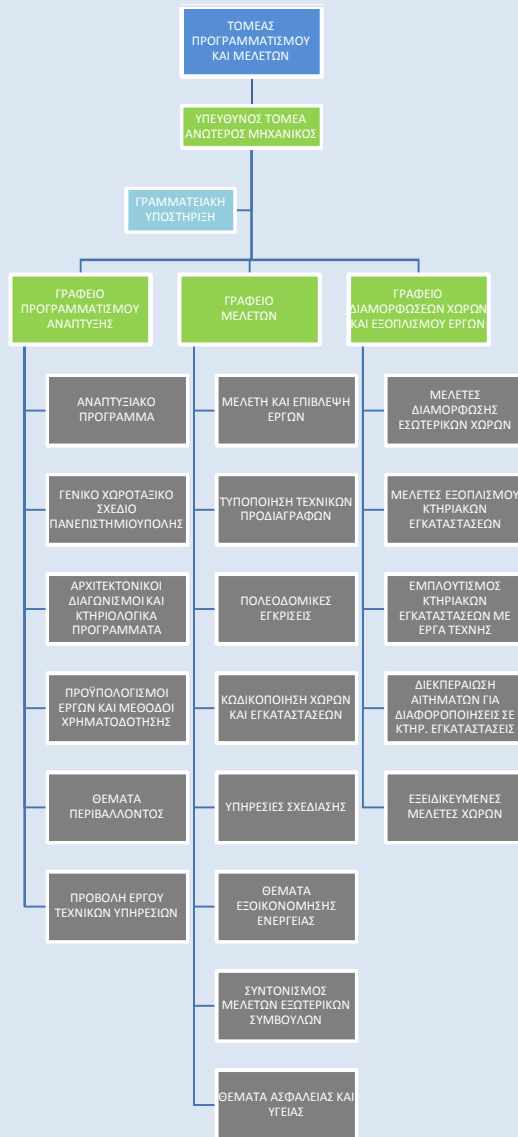 ΤΟΜΕΑΣ
ΠΡΟΓΡΑΜΜΑΤΙΣΜΟΥ
ΚΑΙ ΜΕΛΕΤΩΝ
ΥΠΕΥΘΥΝΟΣ ΤΟΜΕΑ
ΑΝΩΤΕΡΟΣ ΜΗΧΑΝΙΚΟΣ
ΓΡΑΜΜΑΤΕΙΑΚΗ
ΥΠΟΣΤΗΡΙΞΗ
ΓΡΑΦΕΙΟ
ΠΡΟΓΡΑΜΜΑΤΙΣΜΟΥ
ΑΝΑΠΤΥΞΗΣ
ΑΝΑΠΤΥΞΙΑΚΟ
ΠΡΟΓΡΑΜΜΑ
ΓΕΝΙΚΟ ΧΩΡΟΤΑΞΙΚΟ
ΣΧΕΔΙΟ
ΠΑΝΕΠΙΣΤΗΜΙΟΥΠΟΛΗΣ
ΑΡΧΙΤΕΚΤΟΝΙΚΟΙ
ΔΙΑΓΩΝΙΣΜΟΙ ΚΑΙ
ΚΤΗΡΙΟΛΟΓΙΚΑ
ΠΡΟΓΡΑΜΜΑΤΑ
ΠΡΟΫΠΟΛΟΓΙΣΜΟΙ
ΕΡΓΩΝ ΚΑΙ ΜΕΘΟΔΟΙ
ΧΡΗΜΑΤΟΔΟΤΗΣΗΣ
ΘΕΜΑΤΑ
ΠΕΡΙΒΑΛΛΟΝΤΟΣ
ΠΡΟΒΟΛΗ ΕΡΓΟΥ
ΤΕΧΝΙΚΩΝ ΥΠΗΡΕΣΙΩΝ
ΓΡΑΦΕΙΟ
ΜΕΛΕΤΩΝ
ΜΕΛΕΤΗ ΚΑΙ ΕΠΙΒΛΕΨΗ
ΕΡΓΩΝ
ΤΥΠΟΠΟΙΗΣΗ ΤΕΧΝΙΚΩΝ
ΠΡΟΔΙΑΓΡΑΦΩΝ
ΠΟΛΕΟΔΟΜΙΚΕΣ
ΕΓΚΡΙΣΕΙΣ
ΚΩΔΙΚΟΠΟΙΗΣΗ ΧΩΡΩΝ
ΚΑΙ ΕΓΚΑΤΑΣΤΑΣΕΩΝ
ΥΠΗΡΕΣΙΕΣ ΣΧΕΔΙΑΣΗΣ
ΘΕΜΑΤΑ
ΕΞΟΙΚΟΝΟΜΗΣΗΣ
ΕΝΕΡΓΕΙΑΣ
ΣΥΝΤΟΝΙΣΜΟΣ
ΜΕΛΕΤΩΝ ΕΞΩΤΕΡΙΚΩΝ
ΣΥΜΒΟΥΛΩΝ
ΘΕΜΑΤΑ ΑΣΦΑΛΕΙΑΣ ΚΑΙ
ΥΓΕΙΑΣ
ΓΡΑΦΕΙΟ
ΔΙΑΜΟΡΦΩΣΕΩΝ ΧΩΡΩΝ
ΚΑΙ ΕΞΟΠΛΙΣΜΟΥ ΕΡΓΩΝ
ΜΕΛΕΤΕΣ
ΔΙΑΜΟΡΦΩΣΗΣ
ΕΣΩΤΕΡΙΚΩΝ ΧΩΡΩΝ
ΜΕΛΕΤΕΣ ΕΞΟΠΛΙΣΜΟΥ
ΚΤΗΡΙΑΚΩΝ
ΕΓΚΑΤΑΣΤΑΣΕΩΝ
ΕΜΠΛΟΥΤΙΣΜΟΣ
ΚΤΗΡΙΑΚΩΝ
ΕΓΚΑΤΑΣΤΑΣΕΩΝ ΜΕ
ΕΡΓΑ ΤΕΧΝΗΣ
ΔΙΕΚΠΕΡΑΙΩΣΗ
ΑΙΤΗΜΑΤΩΝ ΓΙΑ
ΔΙΑΦΟΡΟΠΟΙΗΣΕΙΣ ΣΕ
ΚΤΗΡ. ΕΓΚΑΤΑΣΤΑΣΕΙΣ
ΕΞΕΙΔΙΚΕΥΜΕΝΕΣ
ΜΕΛΕΤΕΣ ΧΩΡΩΝ